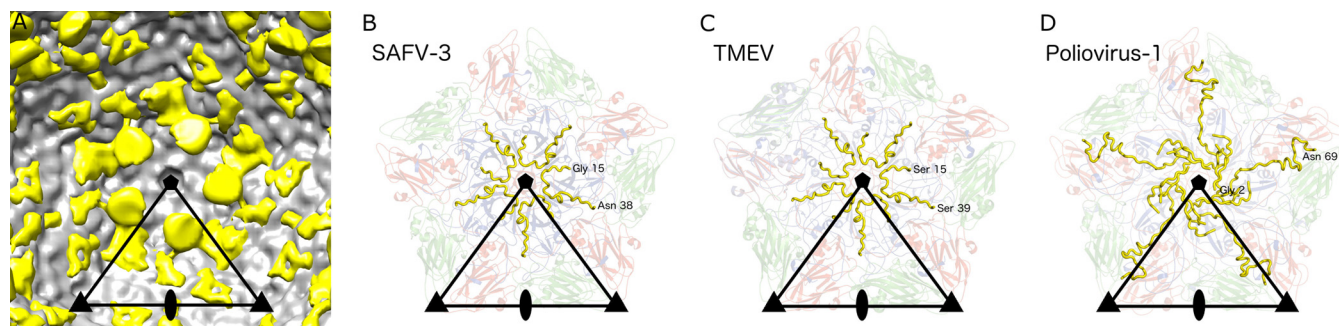 A
B
SAFV-3
Gly 15
Asn 38
C
TMEV
Ser 15
Ser 39
D
Poliovirus-1
Asn 69
Gly 2